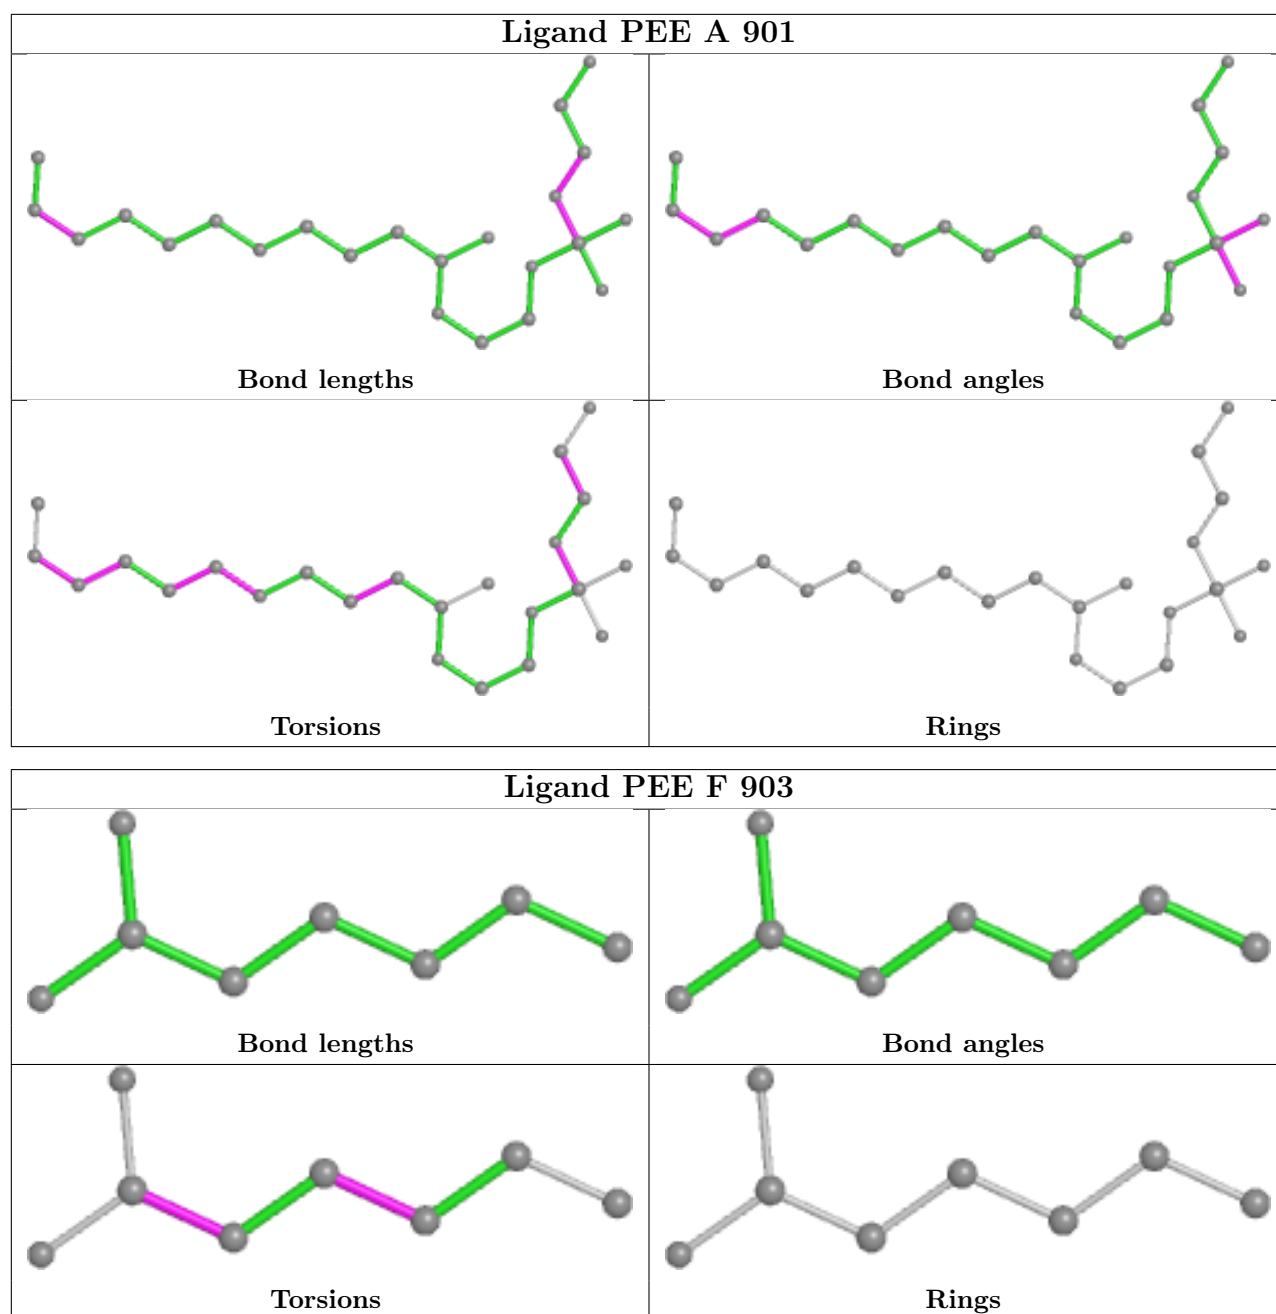 Ligand PEE A 901
Bond lengths
Bond angles
Torsions
Rings
Ligand PEE F 903
Bond lengths
Bond angles
Torsions
Rings